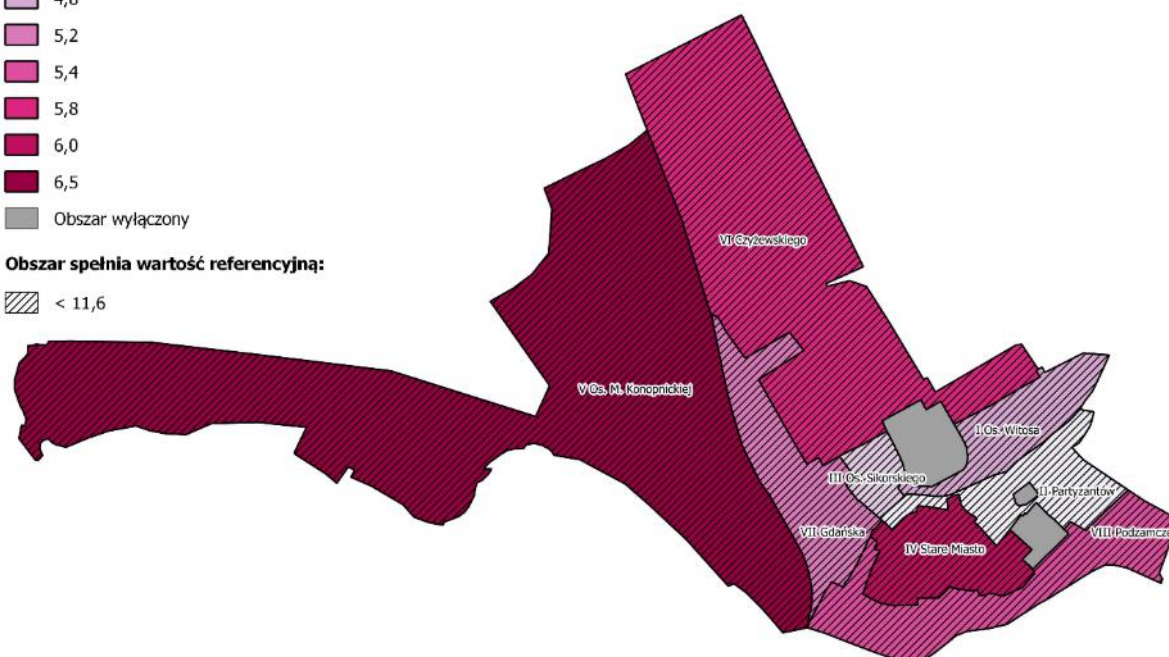 4,8
5,2
5,4
5,8
6,0
6,5
Obszar wyłączony
Obszar spełnia wartość referencyjną:
< 11,6
VI Czyżewskiego
V Os. M. Konopnickiej
I Os. Witosa
III Os. Sikorskiego
II Partyzantów
VII Gdańska
VIII Podzamcze
IV Stare Miasto